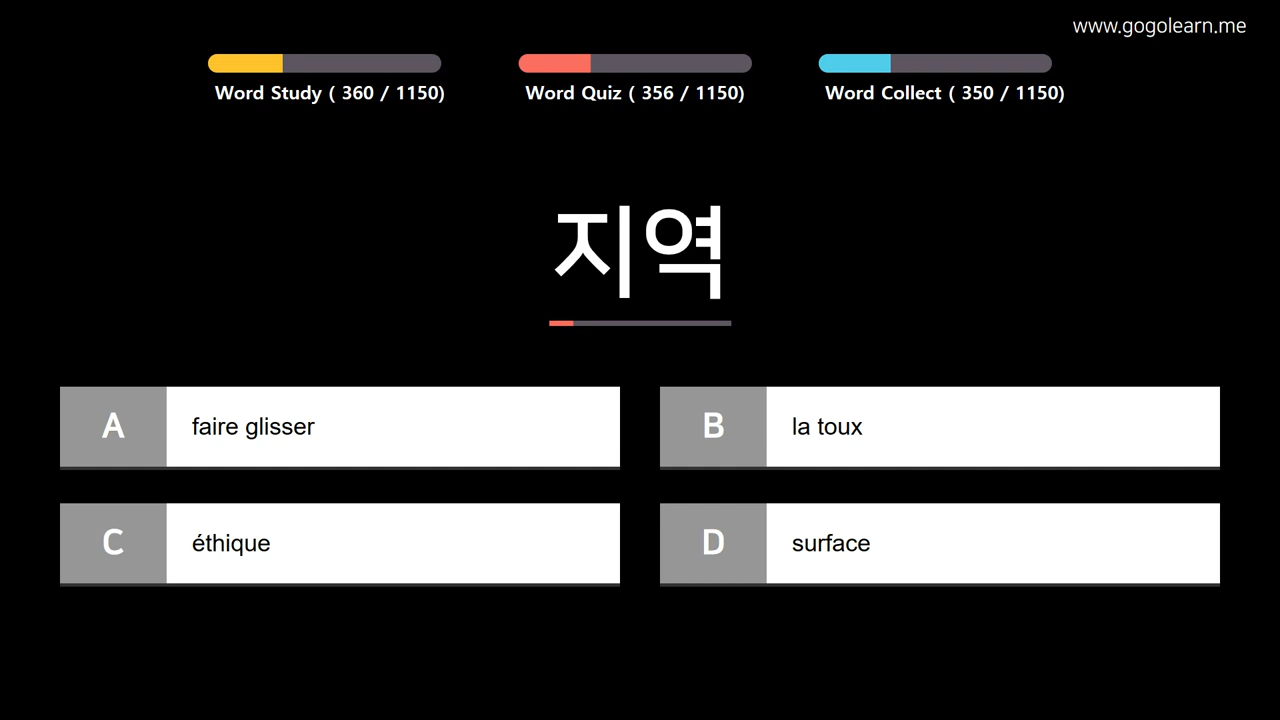 www.gogolearn.me
Word Study ( 360 / 1150)
Word Quiz ( 356 / 1150)
Word Collect ( 350 / 1150)
지역
A faire glisser
B la toux
C éthique
D surface